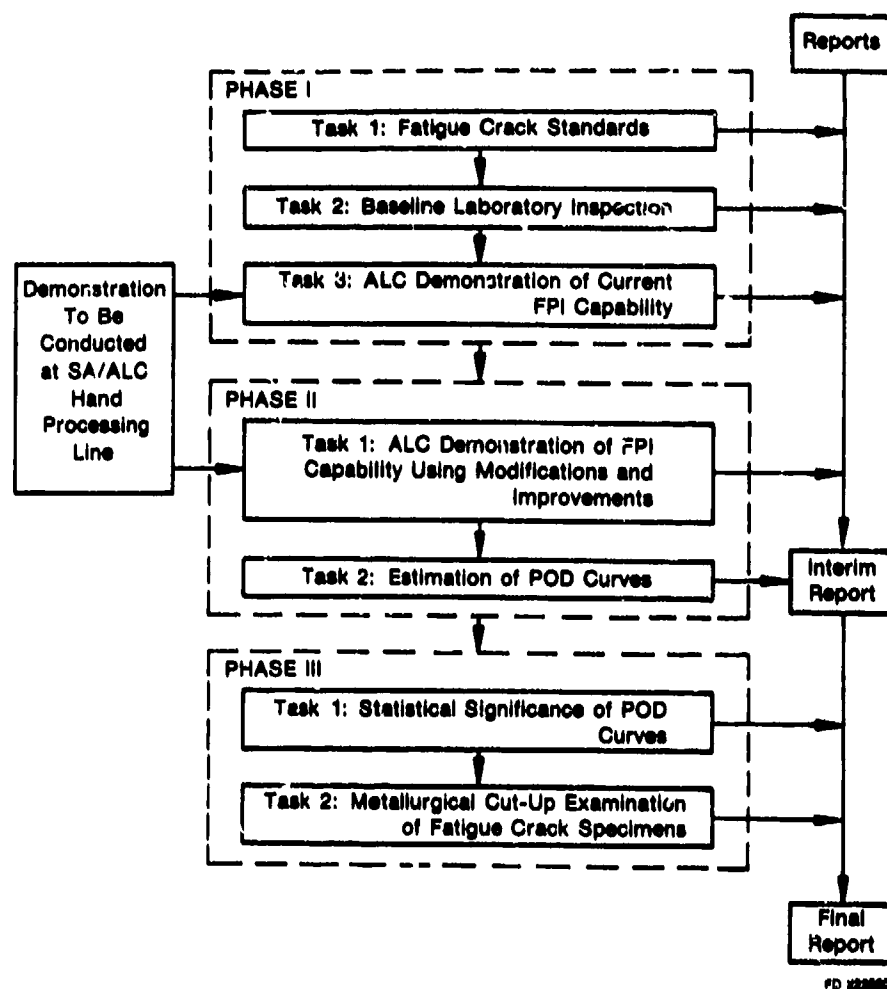 Reports
PHASE I
Task 1: Fatigue Crack Standards
Task 2: Baseline Laboratory Inspection
Task 3: ALC Demonstration of Current
FPI Capability
Demonstration
To Be
Conducted
at SA/ALC
Hand
Processing
Line
PHASE II
Task 1: ALC Demonstration of FPI
Capability Using Modifications and
Improvements
Task 2: Estimation of POD Curves
Interim
Report
PHASE III
Task 1: Statistical Significance of POD
Curves
Task 2: Metallurgical Cut-Up Examination
of Fatigue Crack Specimens
Final
Report
FD